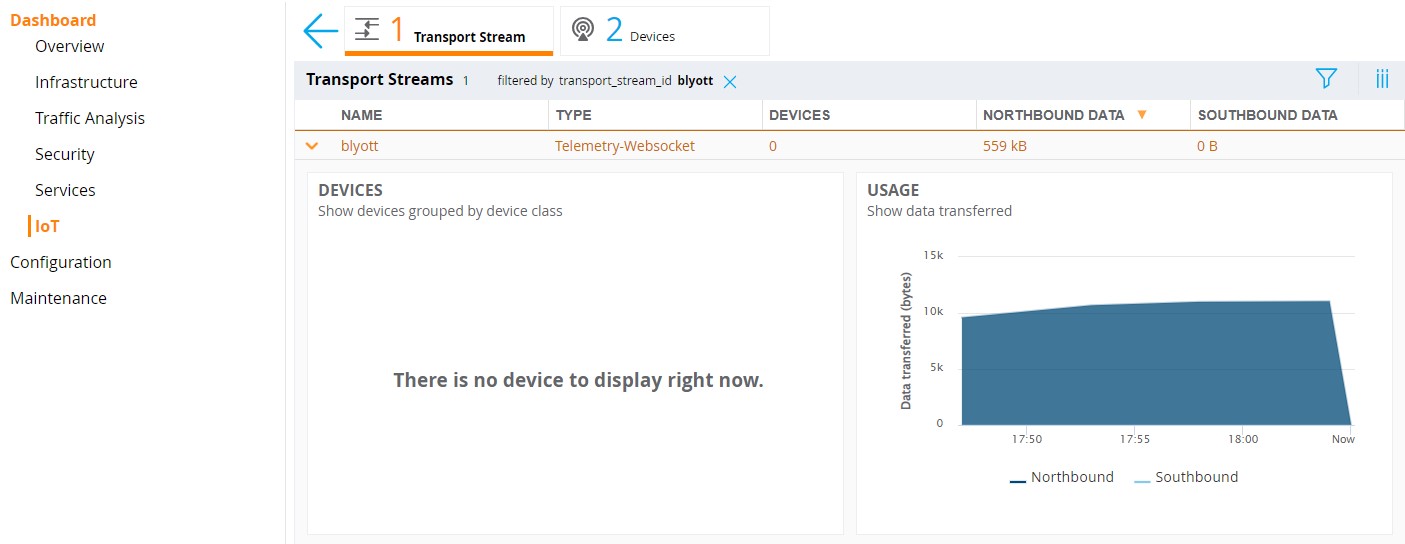 Dashboard
Overview
Infrastructure
Traffic Analysis
Security
Services
IoT
Configuration
Maintenance
1 Transport Stream
2 Devices
Transport Streams 1 filtered by transport_stream_id blyott
NAME TYPE DEVICES NORTHBOUND DATA SOUTHBOUND DATA
blyott Telemetry-Websocket 0 559 kB 0 B
DEVICES
Show devices grouped by device class
There is no device to display right now.
USAGE
Show data transferred
Data transferred (bytes)
15k
10k
5k
0
17:50 17:55 18:00 Now
Northbound Southbound